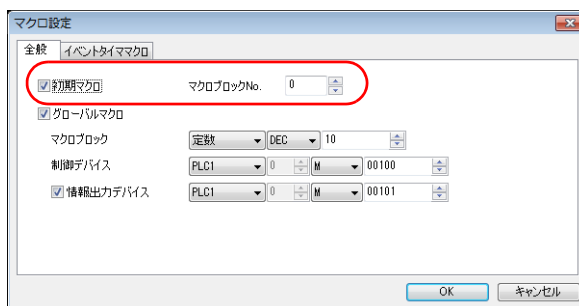 マクロ設定
全般 イベントタイママクロ
初期マクロ マクロブロックNo. 0
グローバルマクロ
マクロブロック 定数 DEC 10
制御デバイス PLC1 0 M 00100
情報出力デバイス PLC1 0 M 00101
OK キャンセル